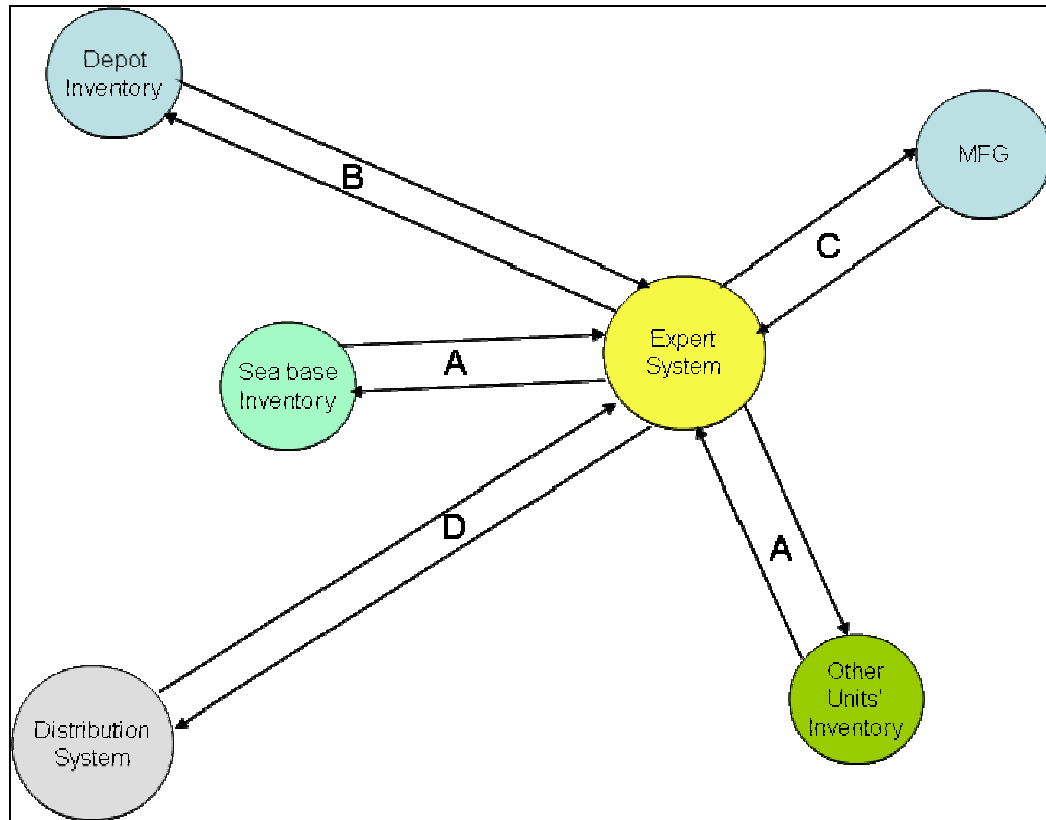 Depot
Inventory
MFG
B
C
Expert
System
Sea base
Inventory
A
D
A
Other
Units'
Inventory
Distribution
System